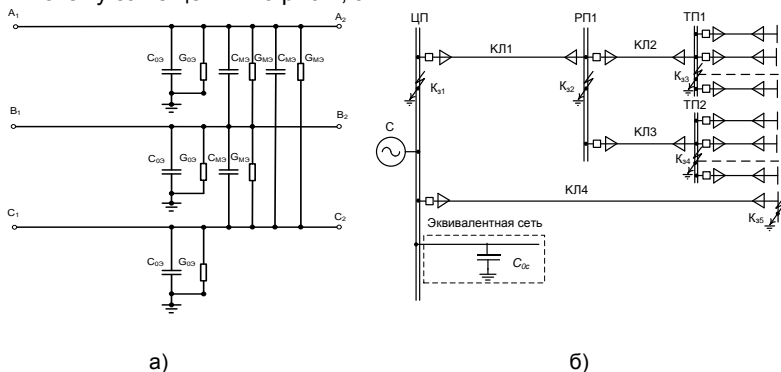 A₁ A₂
C₀Э G₀Э CМЭ GМЭ CМЭ GМЭ
B₁ B₂
C₀Э G₀Э CМЭ GМЭ
C₁ C₂
C₀Э G₀Э
а)
ЦП РП1 ТП1
КЛ1 КЛ2
Kз1 Kз2 Kз3
ТП2
С
КЛ3 Kз4
КЛ4
Kз5
Эквивалентная сеть
C₀с
б)